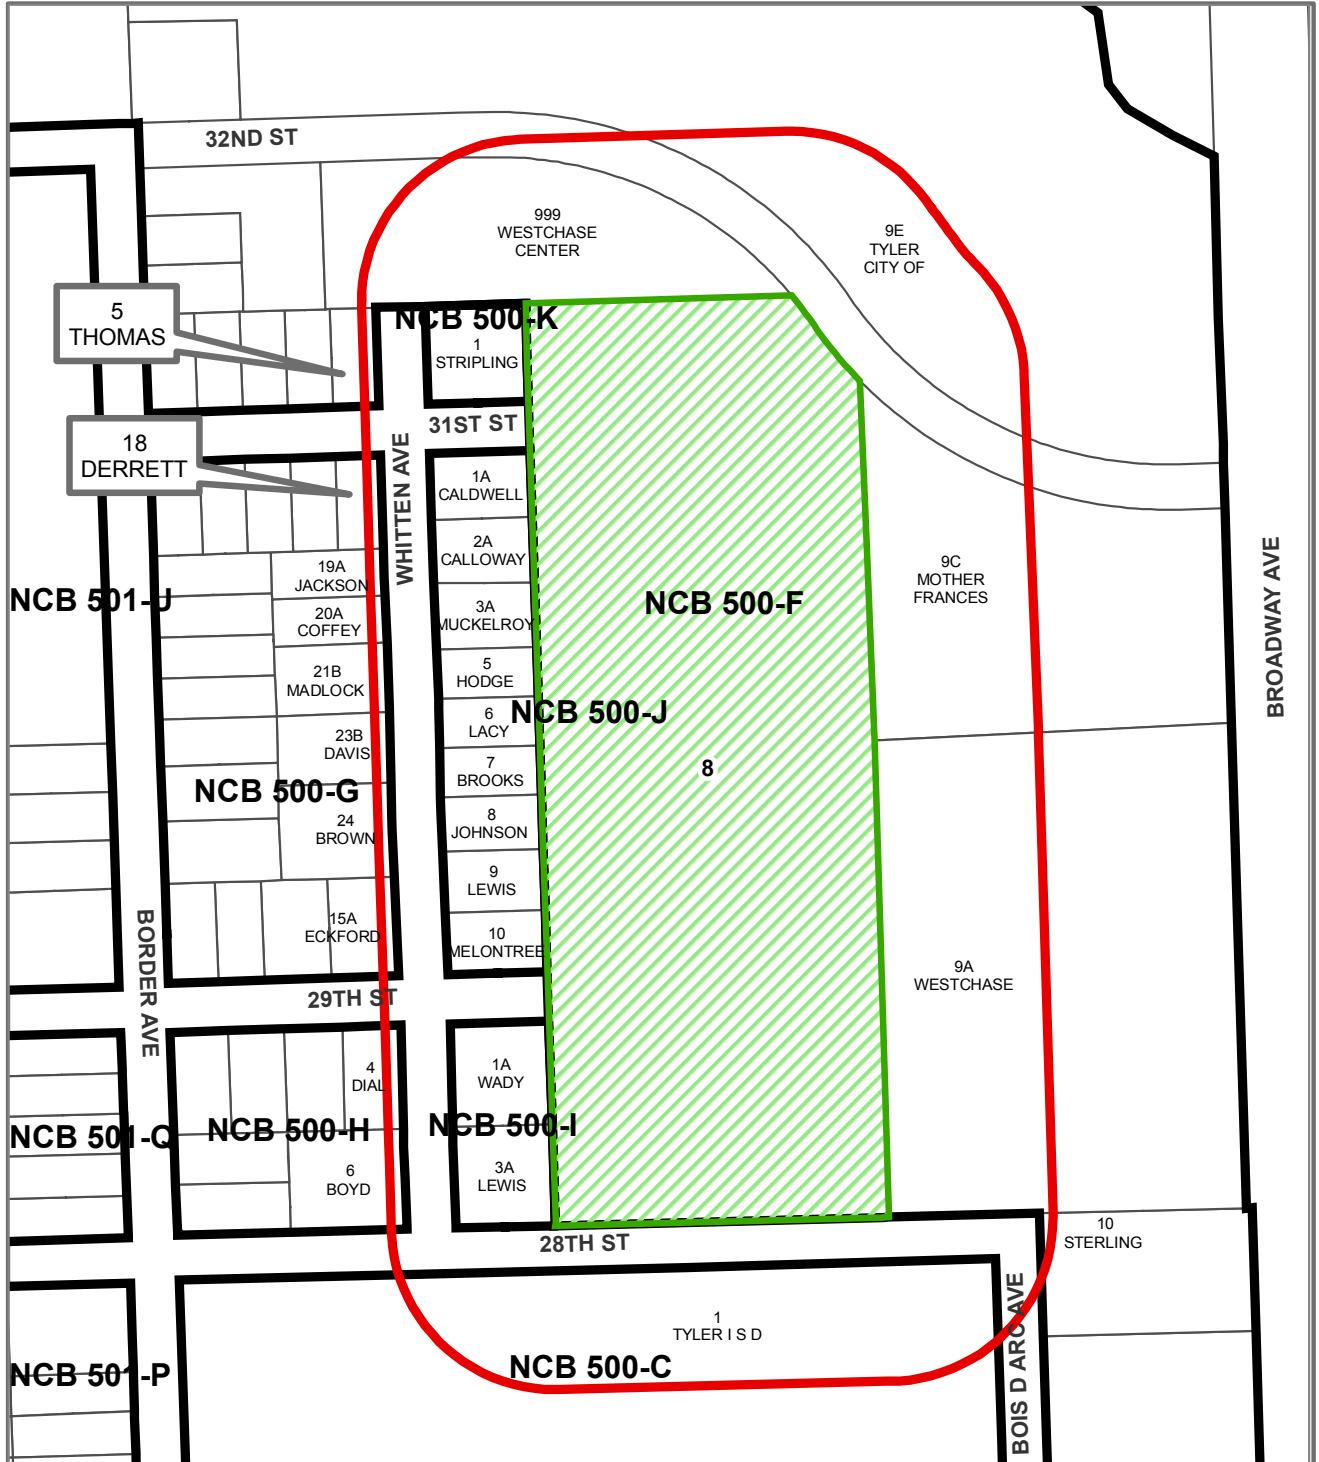 32ND ST
999
WESTCHASE
CENTER
9E
TYLER
CITY OF
5
THOMAS
NCB 500-K
1
STRIPLING
31ST ST
18
DERRETT
WHITTEN AVE
1A
CALDWELL
2A
CALLOWAY
19A
JACKSON
20A
COFFEY
3A
MUCKELROY
NCB 501-J
NCB 500-F
9C
MOTHER
FRANCES
BROADWAY AVE
21B
MADLOCK
5
HODGE
6
LACY
NCB 500-J
23B
DAVIS
7
BROOKS
8
NCB 500-G
24
BROWN
8
JOHNSON
9
LEWIS
15A
ECKFORD
10
MELONTREE
BORDER AVE
9A
WESTCHASE
29TH ST
4
DIAL
1A
WADY
NCB 501-Q
NCB 500-H
NCB 500-I
6
BOYD
3A
LEWIS
28TH ST
10
STERLING
1
TYLER I S D
BOIS D ARC AVE
NCB 501-P
NCB 500-C